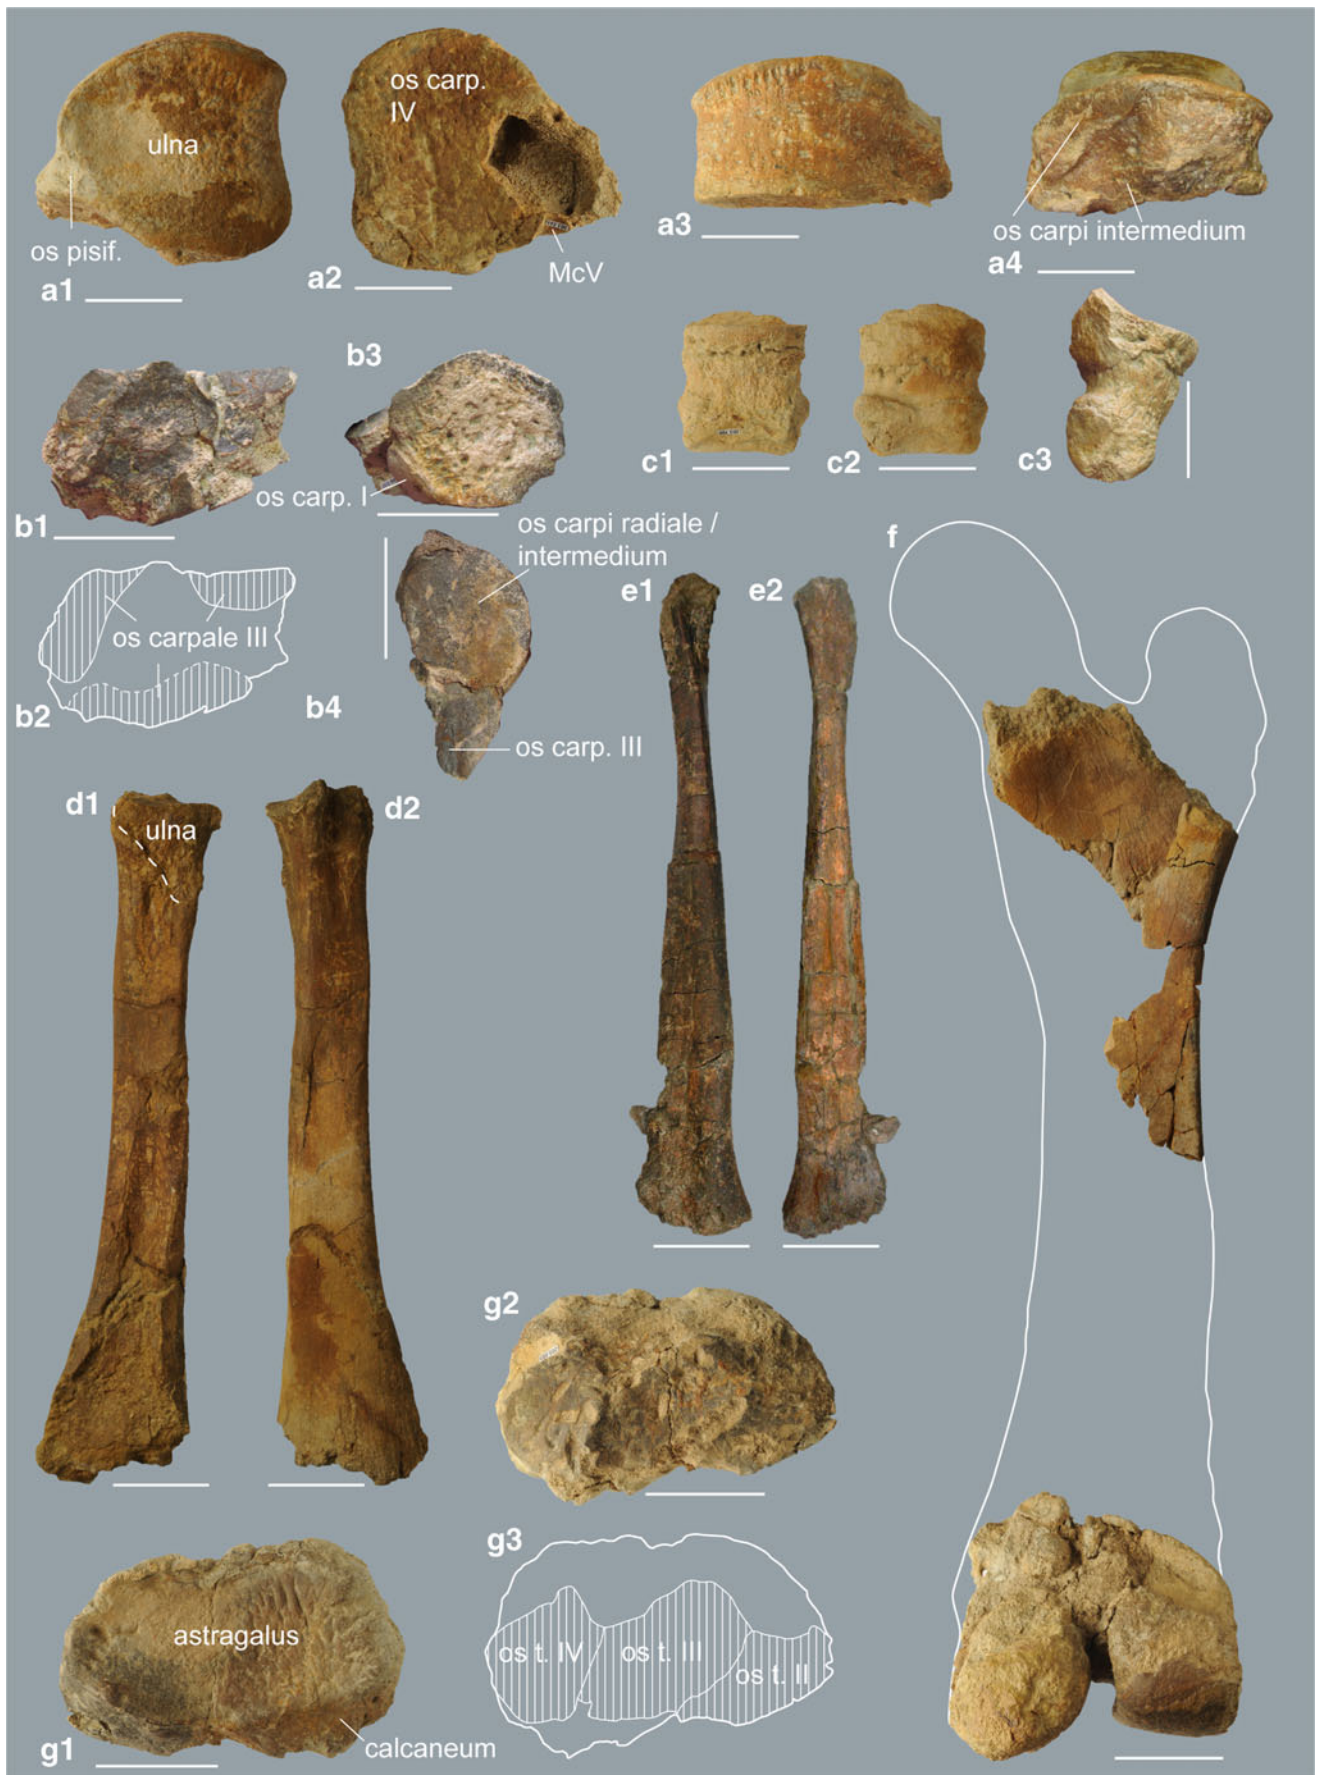 os carp.
IV
ulna
os pisif.
a1
a2
McV
a3
os carpi intermedium
a4
b3
c1
c2
c3
os carp. I
b1
os carpi radiale /
intermedium
f
e1
e2
os carpale III
b2
b4
os carp. III
d1
ulna
d2
g2
g3
astragalus
os t. IV
os t. III
os t. II
calcaneum
g1